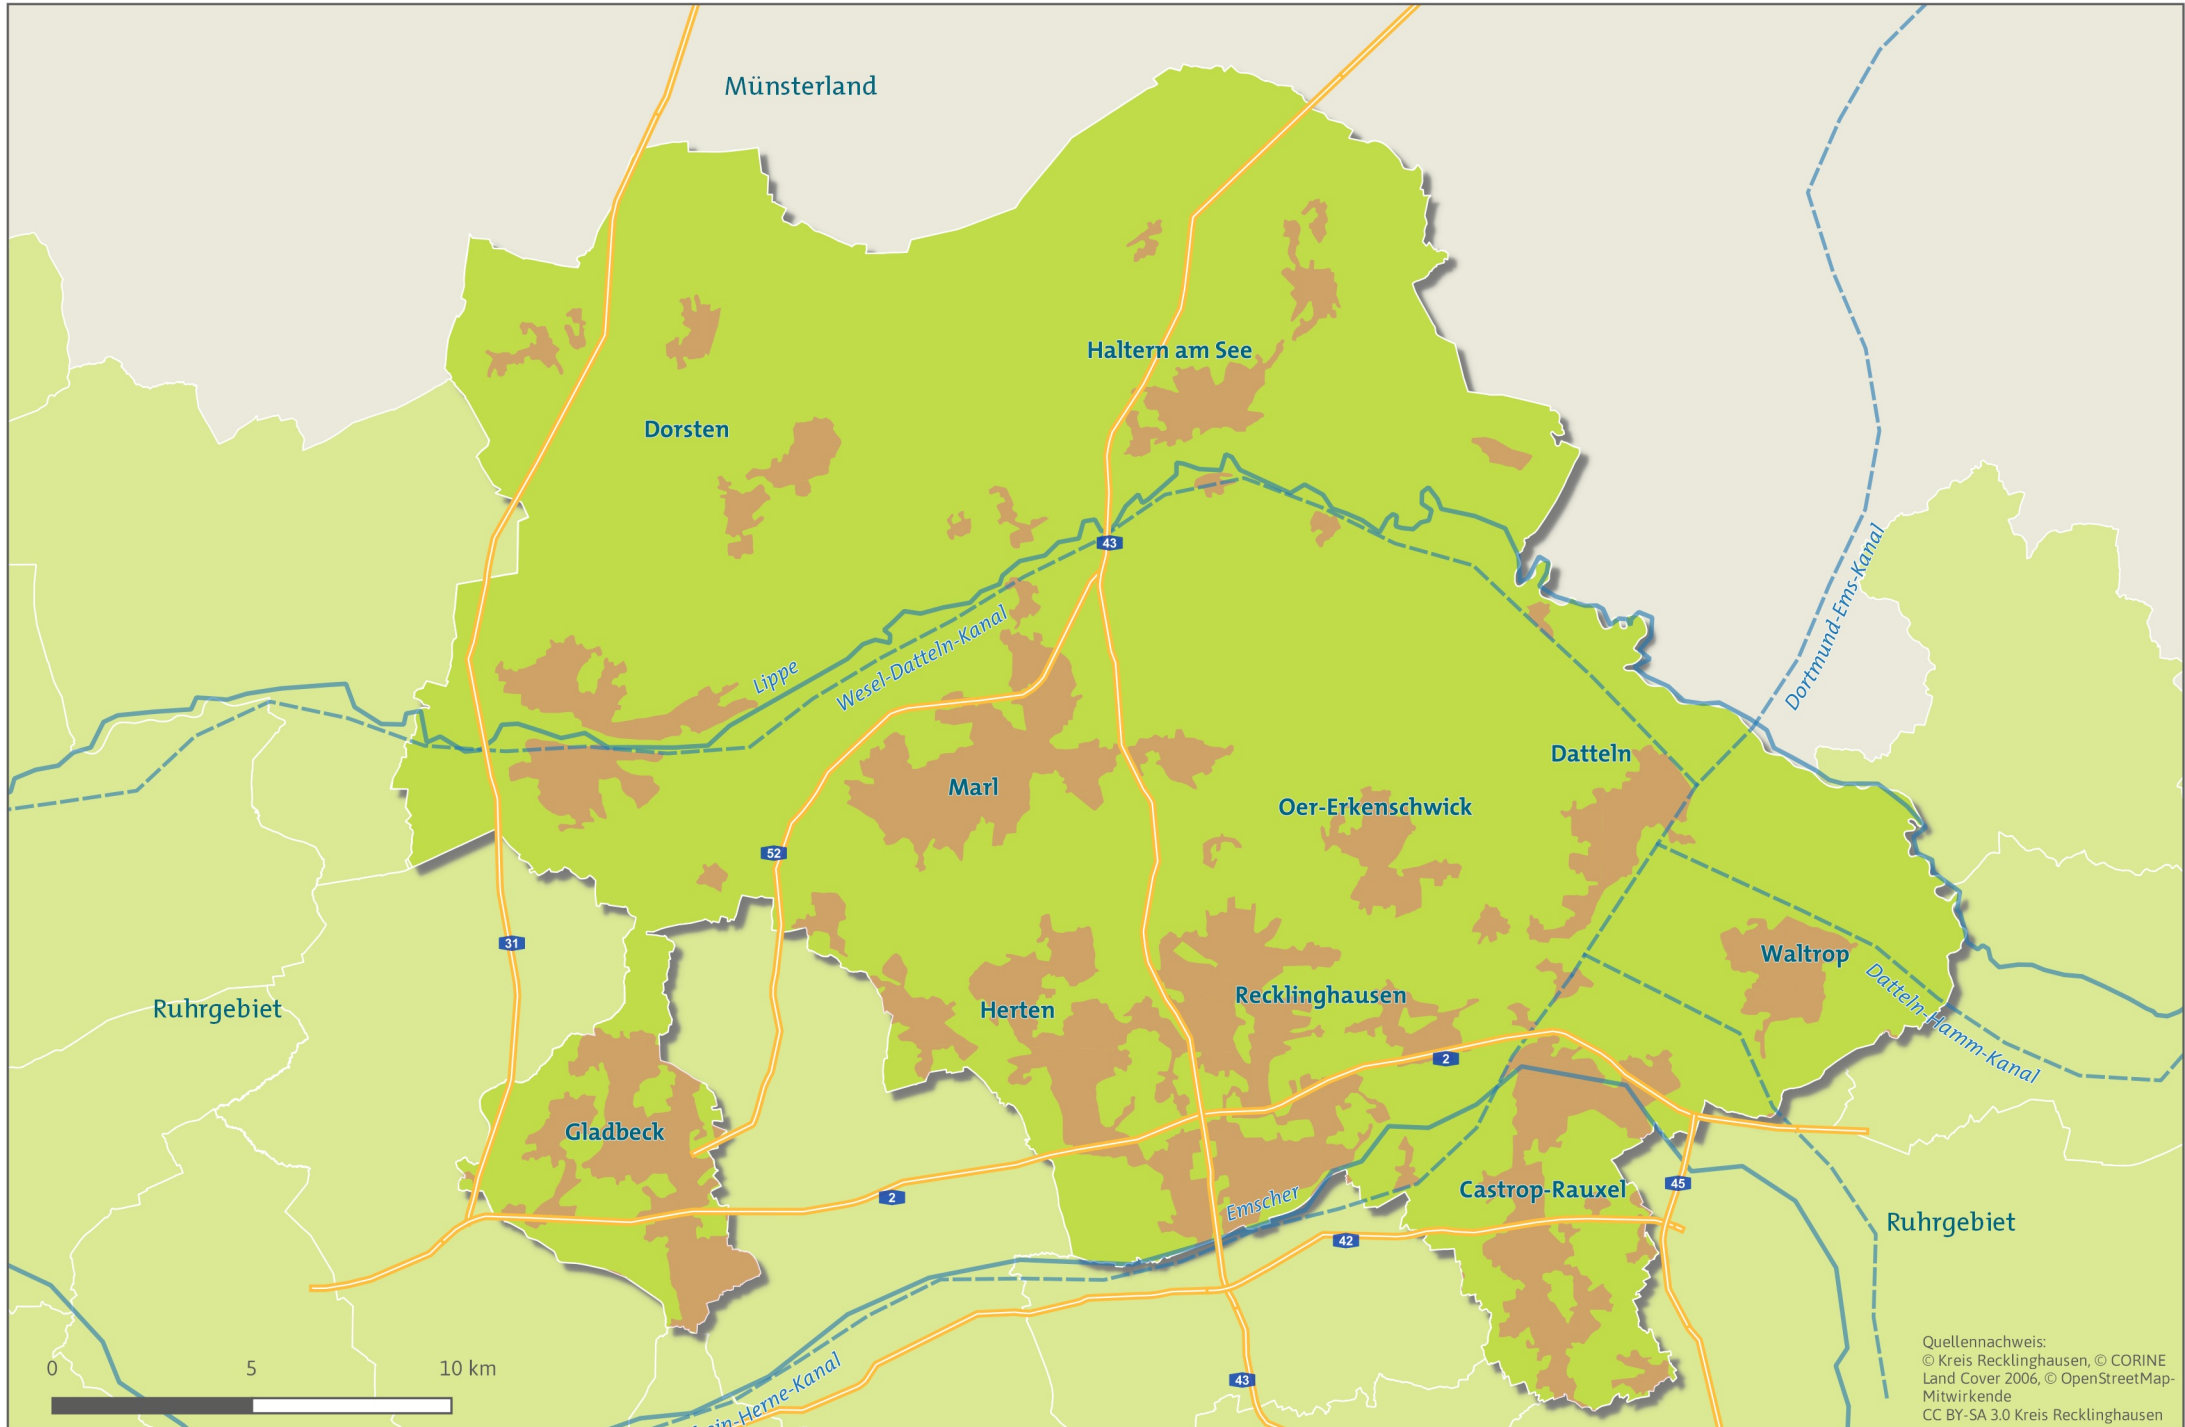 Münsterland
Haltern am See
Dorsten
43
Dortmund-Ems-Kanal
Lippe
Wesel-Datteln-Kanal
Datteln
Marl
Oer-Erkenschwick
52
31
Waltrop
Ruhrgebiet
Herten
Recklinghausen
Datteln-Hamm-Kanal
2
Gladbeck
2
Emscher
Castrop-Rauxel
45
42
Ruhrgebiet
43
0 5 10 km
Quellennachweis:
© Kreis Recklinghausen, © CORINE
Land Cover 2006, © OpenStreetMap-
Mitwirkende
CC BY-SA 3.0 Kreis Recklinghausen